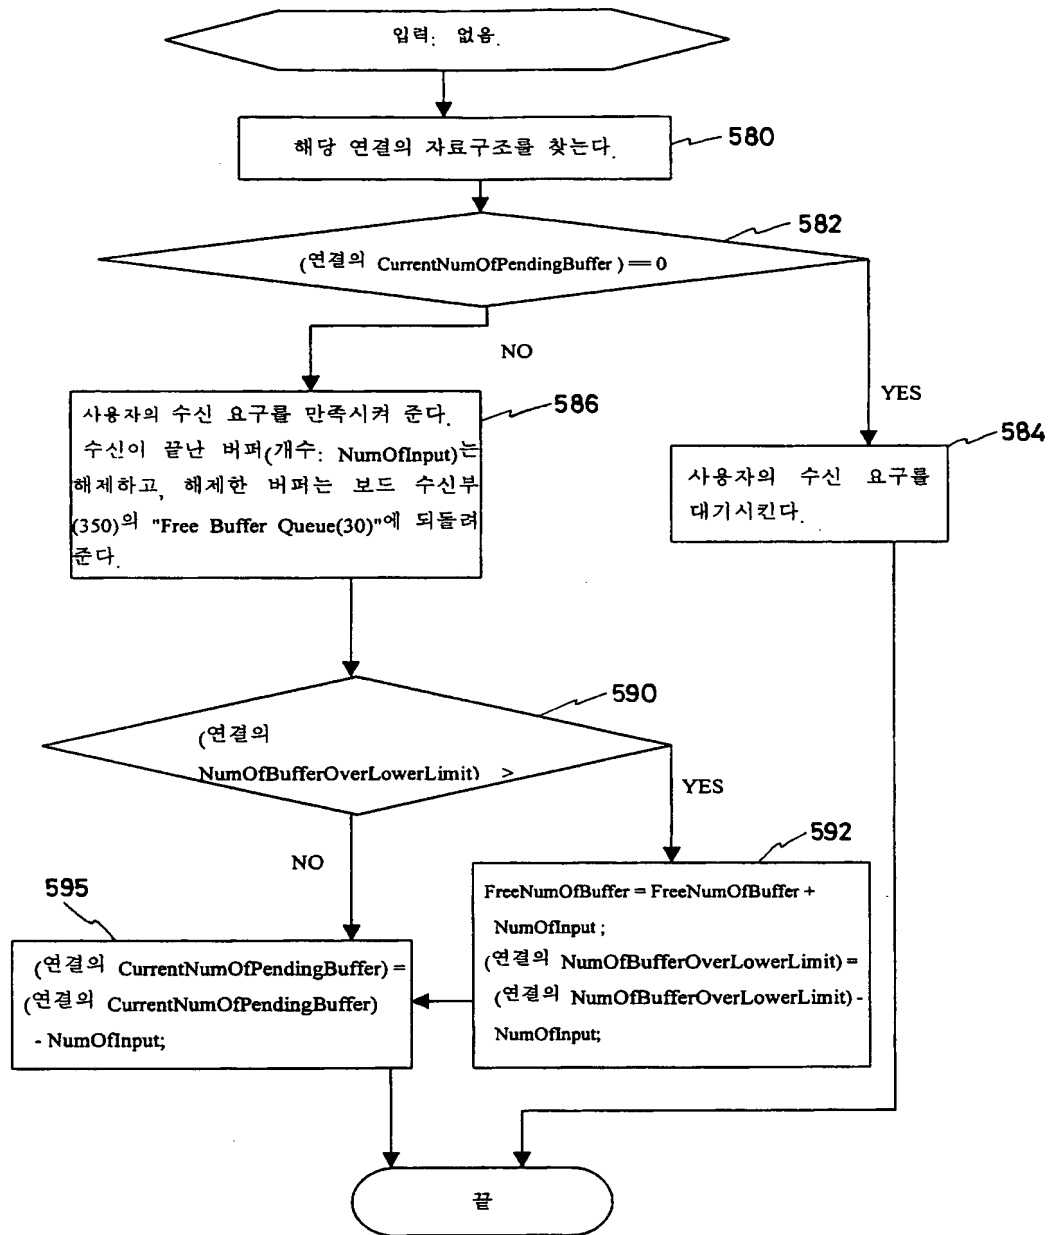 입력: 없음.
해당 연결의 자료구조를 찾는다.
580
582
(연결의 CurrentNumOfPendingBuffer) == 0
NO
YES
586
사용자의 수신 요구를 만족시켜 준다.
수신이 끝난 버퍼(개수: NumOfInput)는
해제하고, 해제한 버퍼는 보드 수신부
(350)의 "Free Buffer Queue(30)"에 되돌려
준다.
584
사용자의 수신 요구를
대기시킨다.
590
(연결의
NumOfBufferOverLowerLimit) >
YES
NO
592
FreeNumOfBuffer = FreeNumOfBuffer +
NumOfInput ;
(연결의 NumOfBufferOverLowerLimit) =
(연결의 NumOfBufferOverLowerLimit) -
NumOfInput;
595
(연결의 CurrentNumOfPendingBuffer) =
(연결의 CurrentNumOfPendingBuffer)
- NumOfInput;
끝